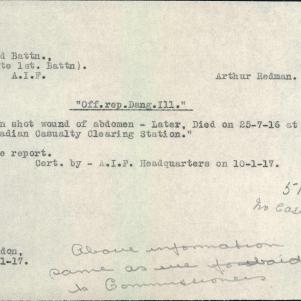 d Battn.,
te 1st. Battn).
A.I.F. Arthur Redman.
"Off.rep.Dang.Ill."
n shot wound of abdomen - Later, Died on 25-7-16 at
adian Casualty Clearing Station."
e report.
Cert. by - A.I.F. Headquarters on 10-1-17.
No
don,
1-17.
Above information
same as we
to Commissioners